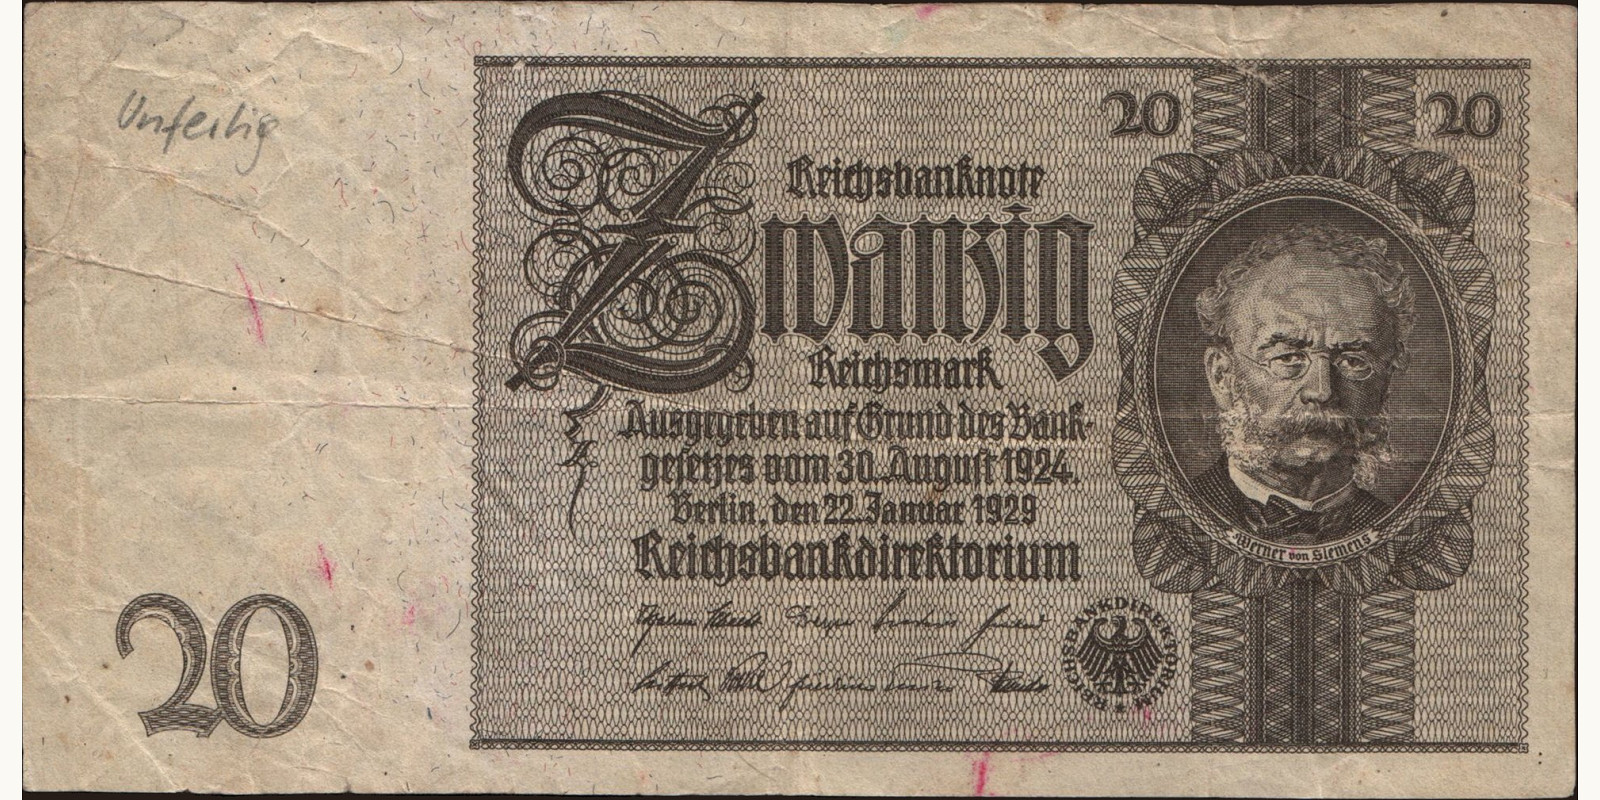 Unfeilig
20 20
Reichsbanknote
Zwanzig
Reichsmark
Ausgegeben auf Grund des Bank-
gesetzes vom 30. August 1924.
Berlin, den 22. Januar 1929
Reichsbankdirektorium
Werner von Siemens
REICHSBANKDIREKTORIUM
20